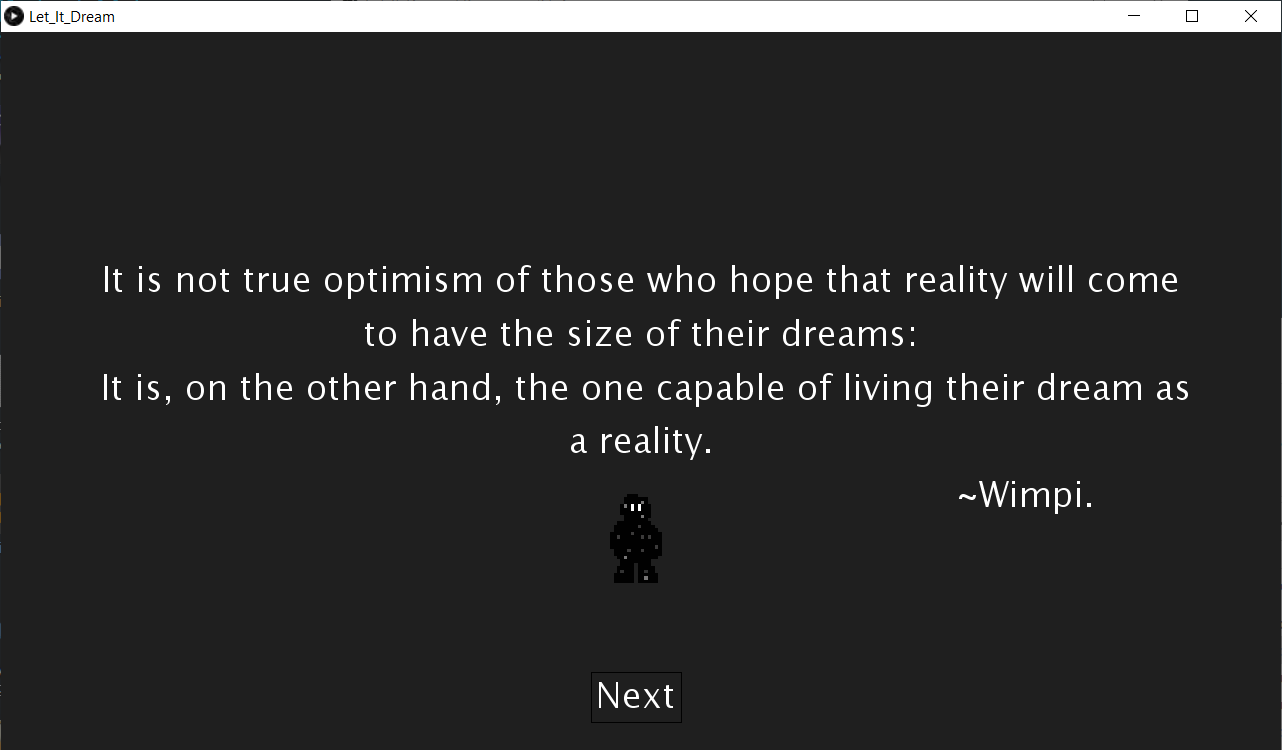 Let_It_Dream
It is not true optimism of those who hope that reality will come
to have the size of their dreams:
It is, on the other hand, the one capable of living their dream as
a reality.
~Wimpi.
Next